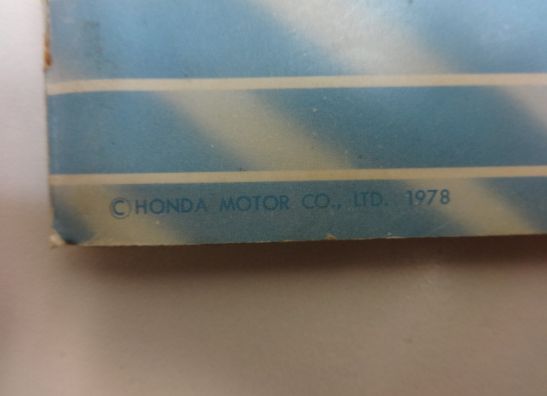 ©HONDA MOTOR CO., LTD. 1978